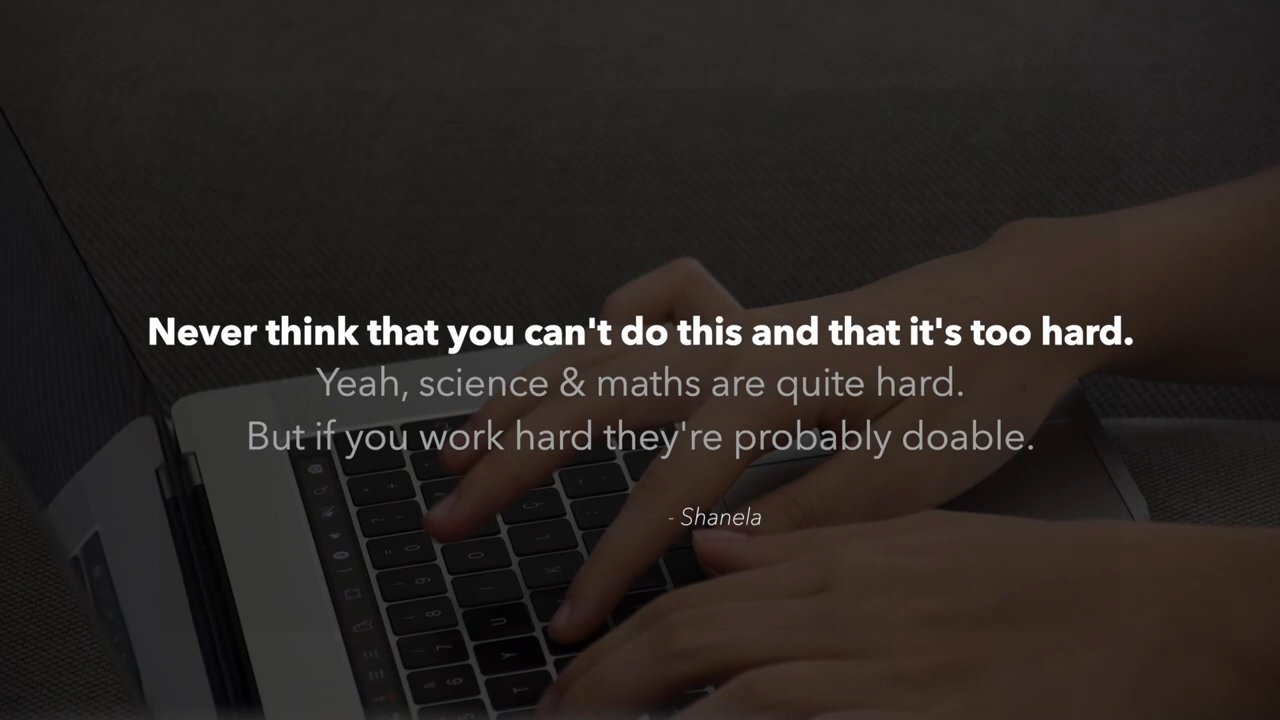 Never think that you can't do this and that it's too hard.
Yeah, science & maths are quite hard.
But if you work hard they're probably doable.
- Shanela